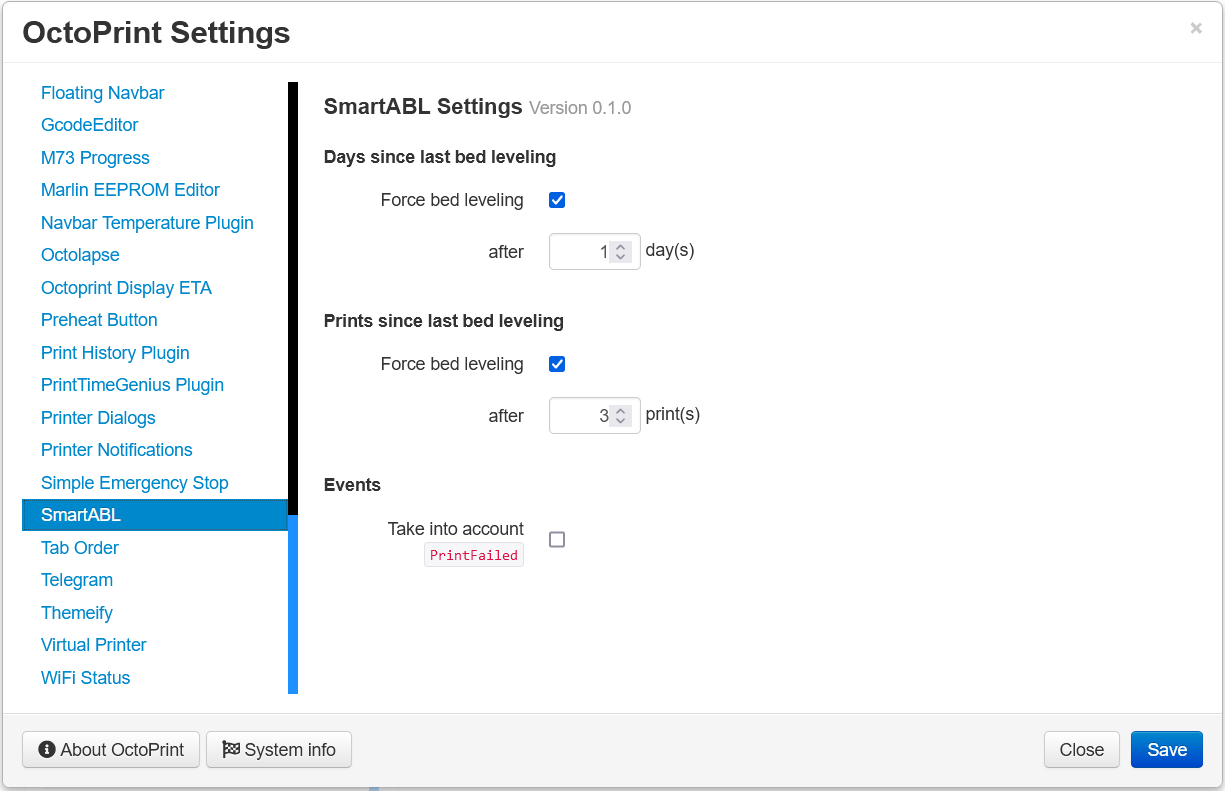 OctoPrint Settings
×
Floating Navbar
GcodeEditor
M73 Progress
Marlin EEPROM Editor
Navbar Temperature Plugin
Octolapse
Octoprint Display ETA
Preheat Button
Print History Plugin
PrintTimeGenius Plugin
Printer Dialogs
Printer Notifications
Simple Emergency Stop
SmartABL
Tab Order
Telegram
Themeify
Virtual Printer
WiFi Status
SmartABL Settings Version 0.1.0
Days since last bed leveling
Force bed leveling
after 1 day(s)
Prints since last bed leveling
Force bed leveling
after 3 print(s)
Events
Take into account
PrintFailed
About OctoPrint System info Close Save